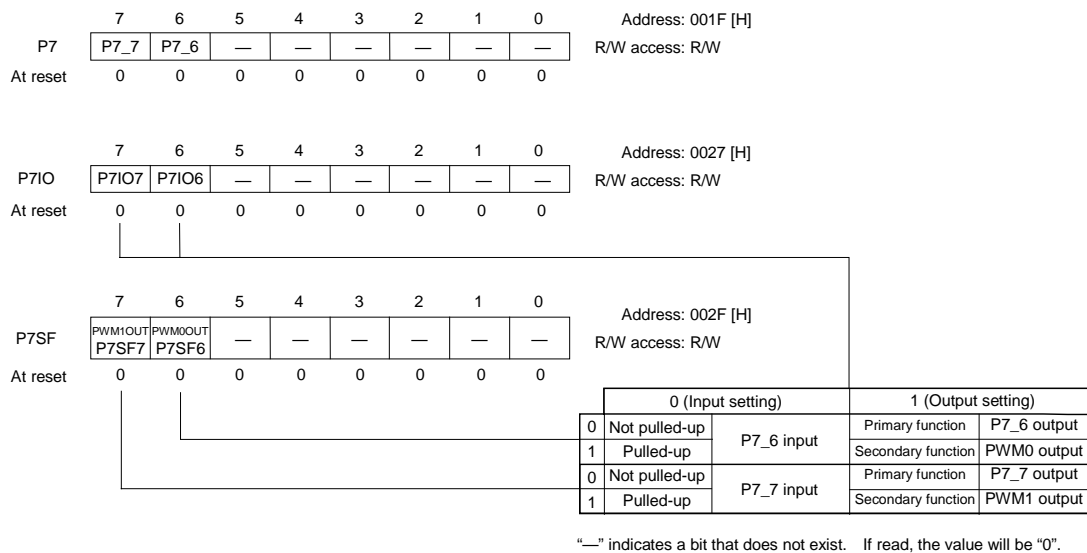 7 6 5 4 3 2 1 0 Address: 001F [H]
P7 P7_7 P7_6 — — — — — — R/W access: R/W
At reset 0 0 0 0 0 0 0 0
7 6 5 4 3 2 1 0 Address: 0027 [H]
P7IO P7IO7 P7IO6 — — — — — — R/W access: R/W
At reset 0 0 0 0 0 0 0 0
7 6 5 4 3 2 1 0 Address: 002F [H]
PWM1OUT PWM0OUT
P7SF P7SF7 P7SF6 — — — — — — R/W access: R/W
At reset 0 0 0 0 0 0 0 0
0 (Input setting) 1 (Output setting)
0 Not pulled-up P7_6 input Primary function P7_6 output
1 Pulled-up Secondary function PWM0 output
0 Not pulled-up P7_7 input Primary function P7_7 output
1 Pulled-up Secondary function PWM1 output
“—” indicates a bit that does not exist. If read, the value will be “0”.